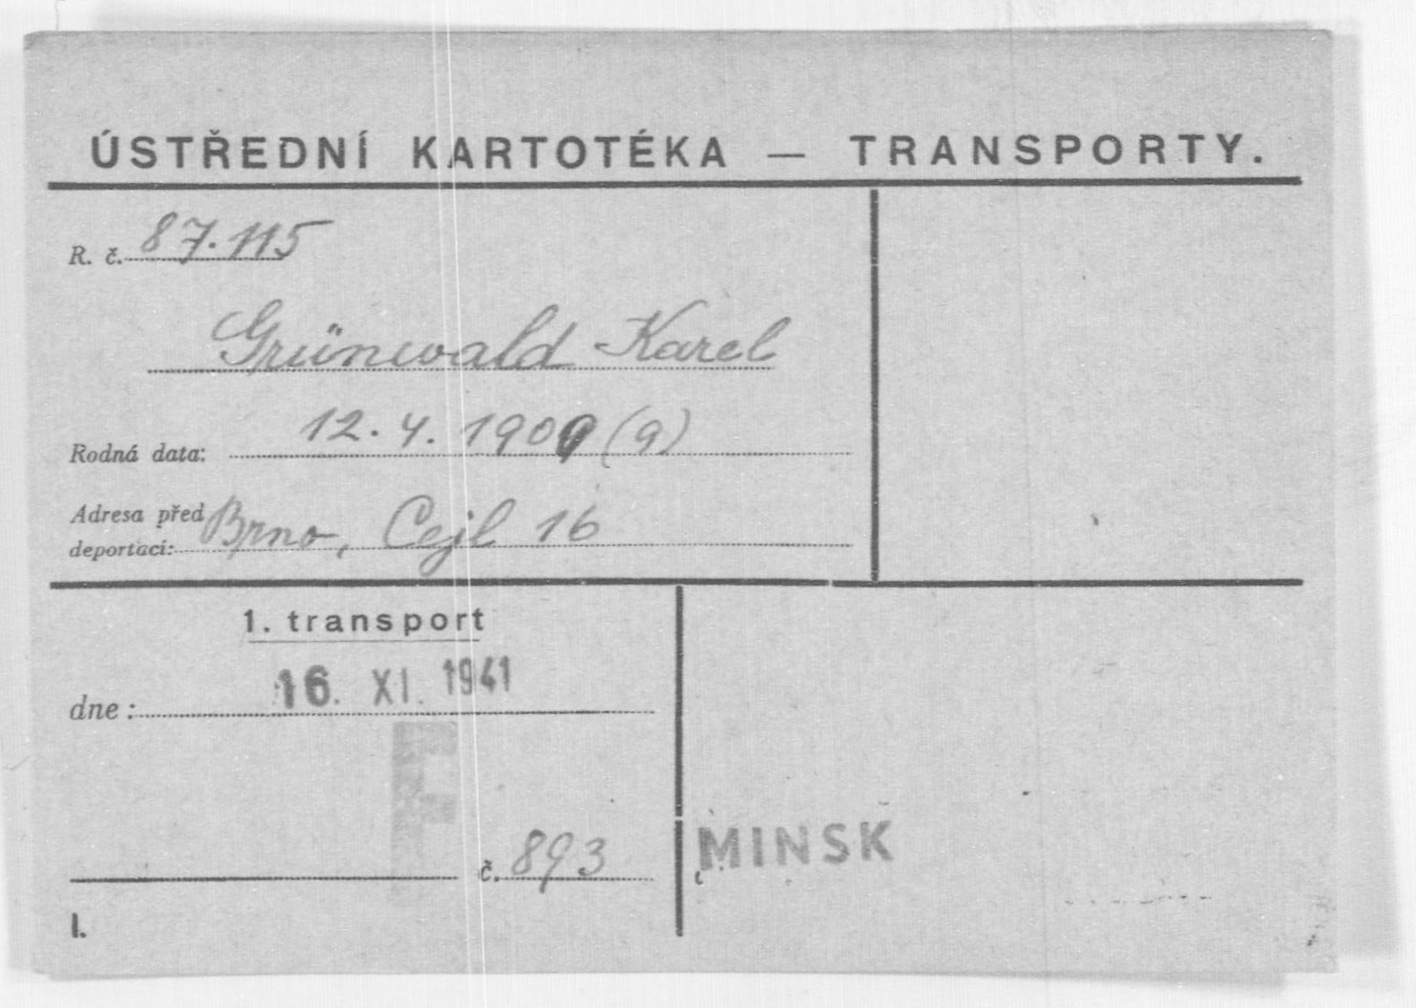 ÚSTŘEDNÍ KARTOTÉKA — TRANSPORTY.
R. č. 87.115
Grünwald Karel
Rodná data: 12.4.1909 (9)
Adresa před
deportací: Brno, Cejl 16
1. transport
dne: 16. XI. 1941
F
č. 893
MINSK
I.